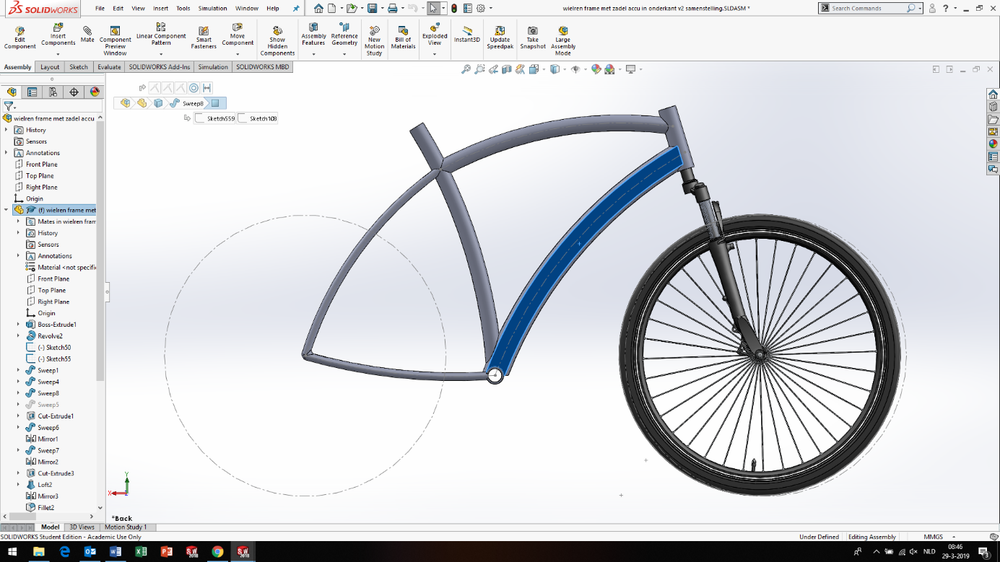 SOLIDWORKS
File Edit View Insert Tools Simulation Window Help
wielren frame met zadel accu in onderkant v2 samenstelling.SLDASM *
Search Commands
Edit Component
Insert Components
Mate
Component Preview Window
Linear Component Pattern
Smart Fasteners
Move Component
Show Hidden Components
Assembly Features
Reference Geometry
New Motion Study
Bill of Materials
Exploded View
Instant3D
Update Speedpak
Take Snapshot
Large Assembly Mode
Assembly Layout Sketch Evaluate SOLIDWORKS Add-Ins Simulation SOLIDWORKS MBD
Sweep8
Sketch559 Sketch108
wielren frame met zadel accu
History
Sensors
Annotations
Front Plane
Top Plane
Right Plane
Origin
(f) wielren frame met
Mates in wielren fram
History
Sensors
Annotations
Material <not specifi
Front Plane
Top Plane
Right Plane
Origin
Boss-Extrude1
Revolve2
(-) Sketch50
(-) Sketch55
Sweep1
Sweep4
Sweep8
Sweep5
Cut-Extrude1
Sweep6
Mirror1
Sweep7
Mirror2
Cut-Extrude3
Loft2
Mirror3
Fillet2
Y
X
*Back
Model 3D Views Motion Study 1
SOLIDWORKS Student Edition - Academic Use Only
Under Defined Editing Assembly MMGS
NLD
08:46
29-3-2019